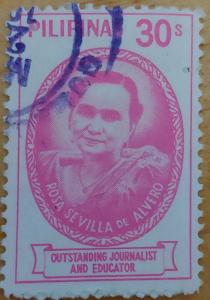 PILIPINAS 30s
ROSA SEVILLA DE ALVERO
OUTSTANDING JOURNALIST
AND EDUCATOR